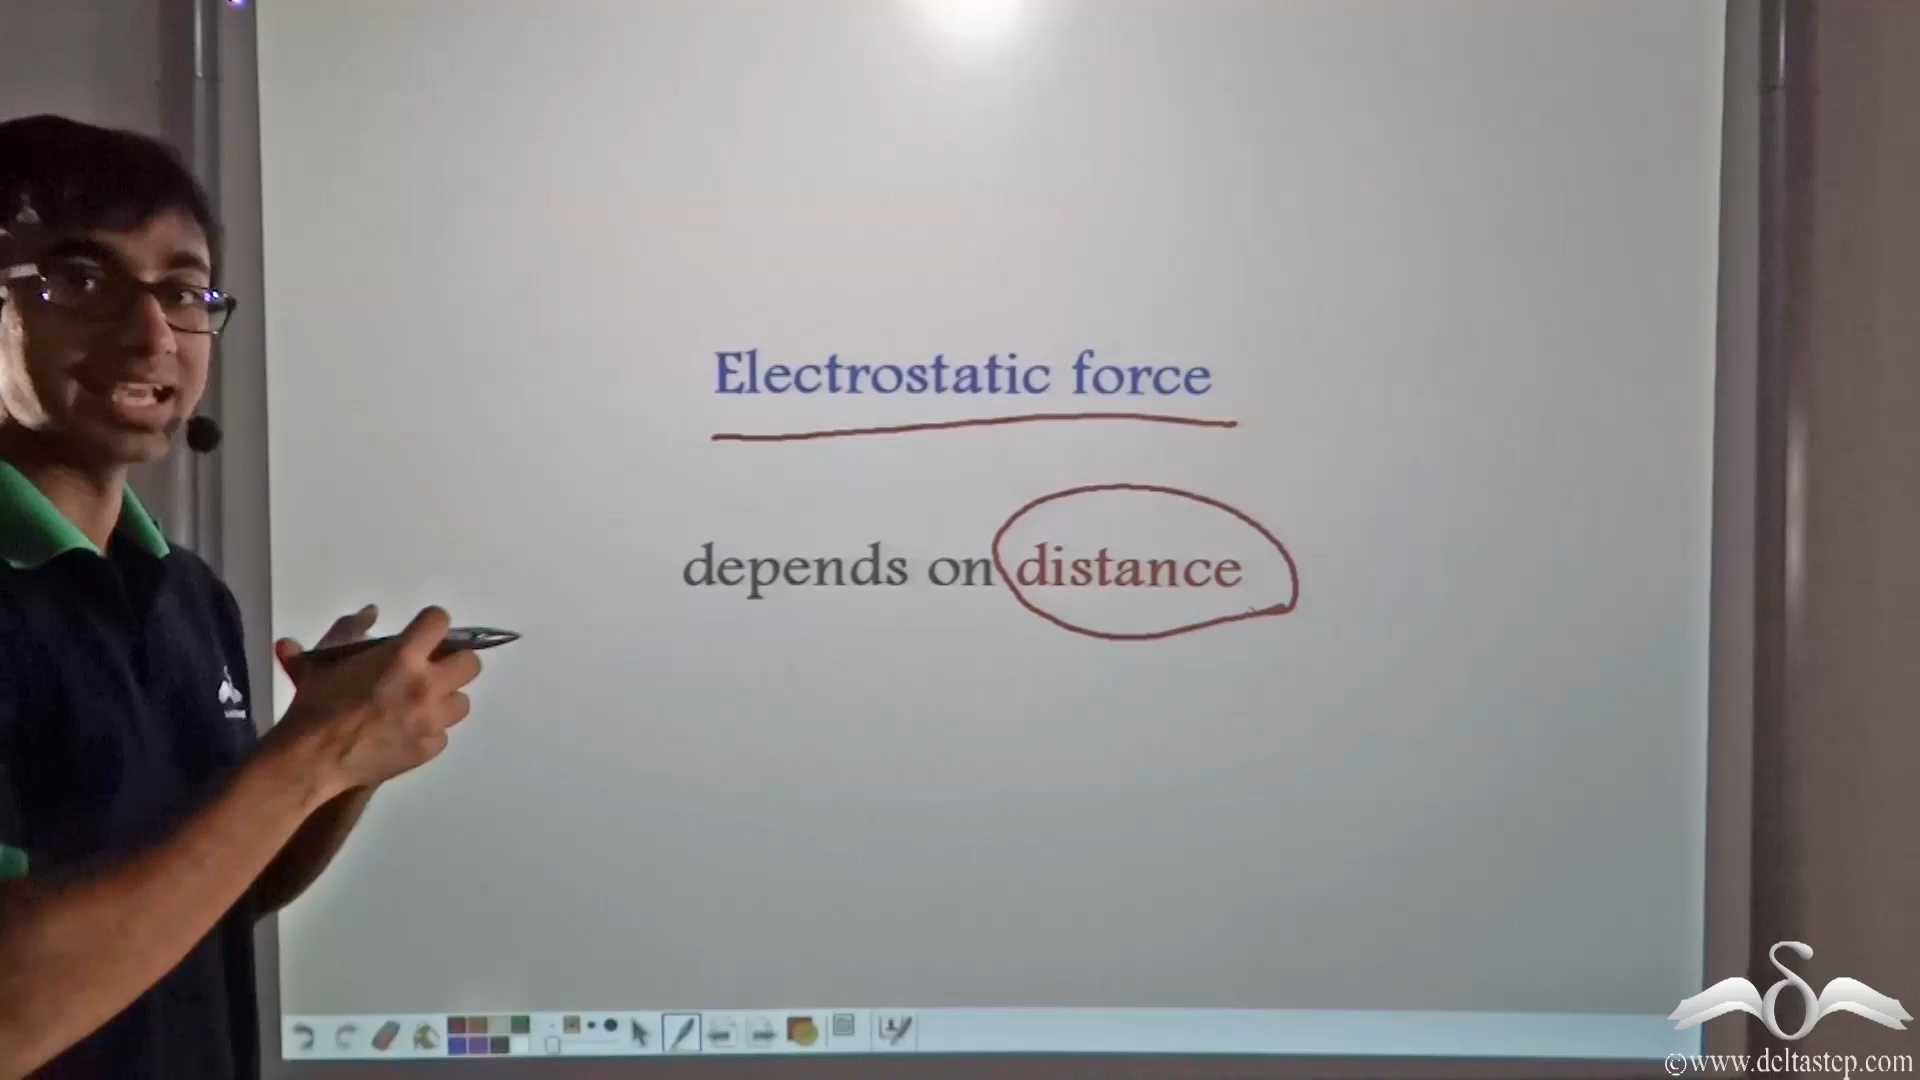 Electrostatic force
depends on distance
©www.deltastep.com